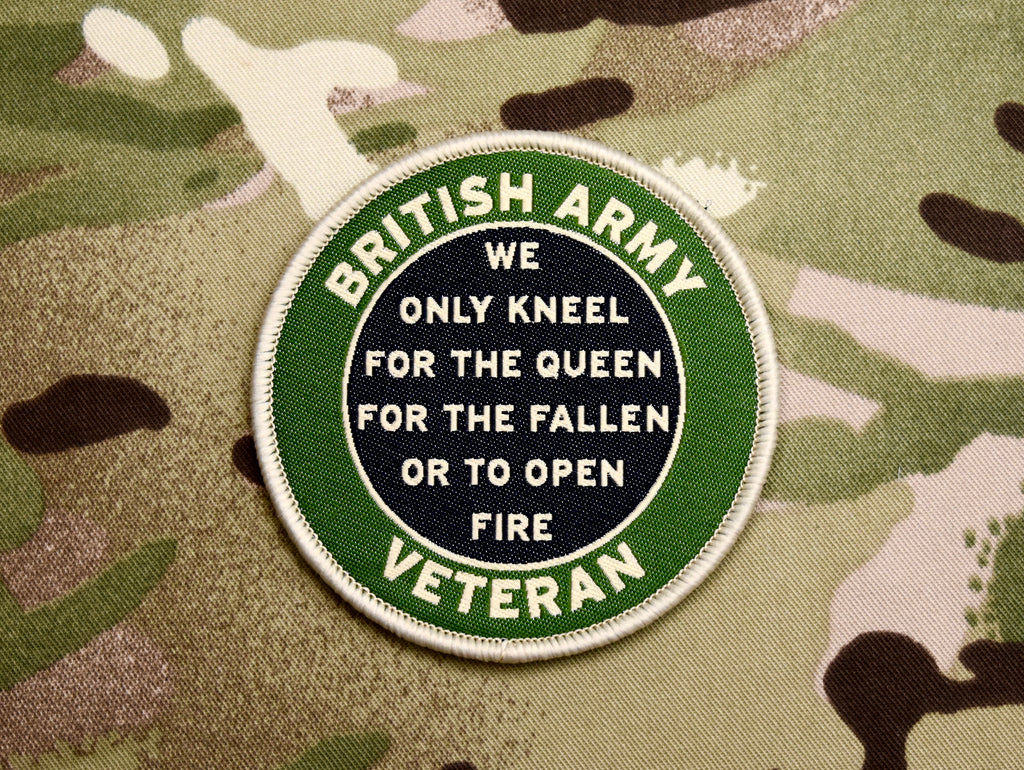 BRITISH ARMY
WE
ONLY KNEEL
FOR THE QUEEN
FOR THE FALLEN
OR TO OPEN
FIRE
VETERAN